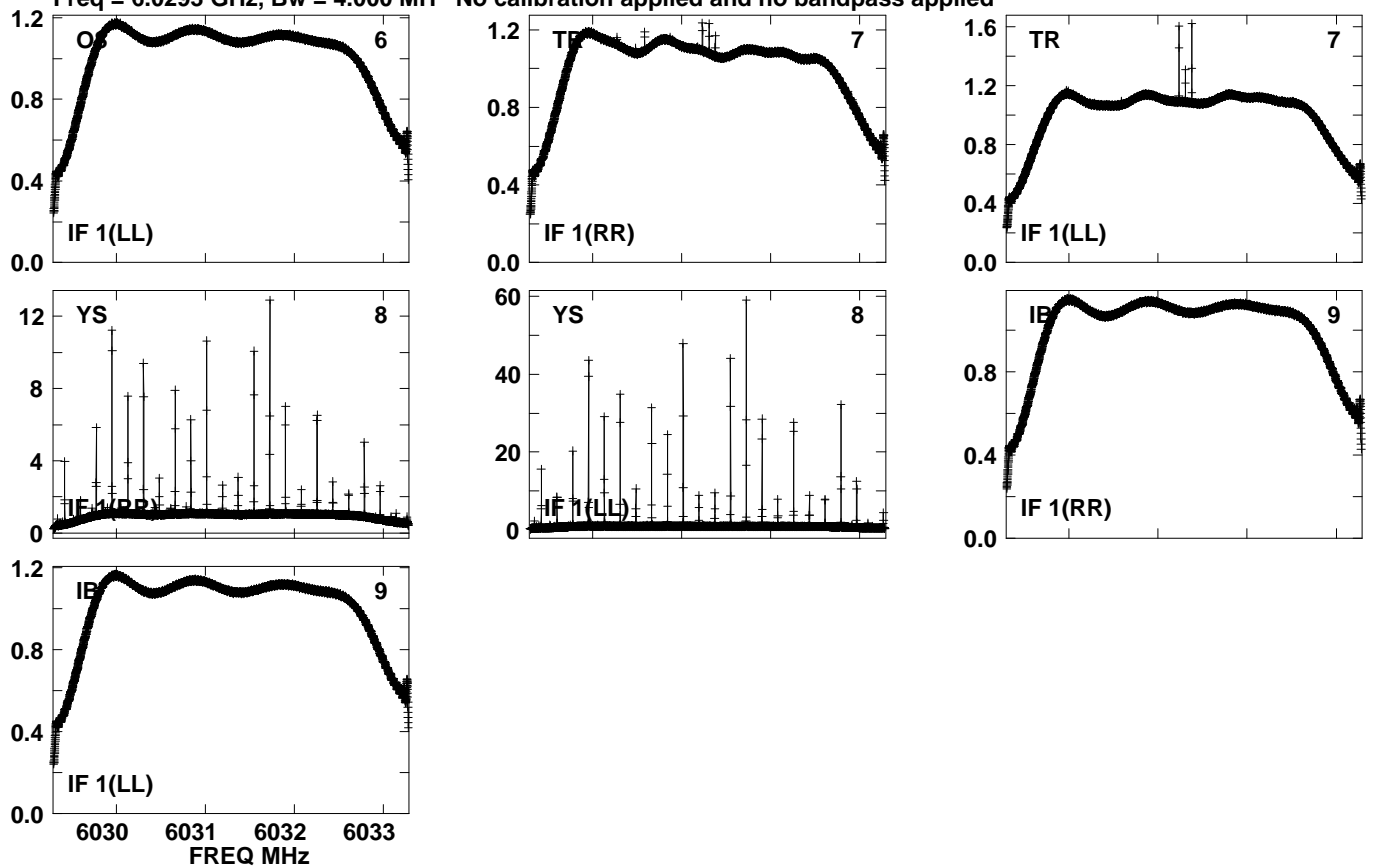 Freq = 6.0293 GHz, Bw = 4.000 MH No calibration applied and no bandpass applied
1.2
0.8
0.4
0.0
6
IF 1(LL)
1.2
0.8
0.4
0.0
TR
7
IF 1(RR)
1.6
1.2
0.8
0.4
0.0
TR
7
IF 1(LL)
12
8
4
0
YS
8
IF 1(RR)
60
40
20
0
YS
8
IF 1(LL)
0.8
0.4
0.0
IB
9
IF 1(RR)
1.2
0.8
0.4
0.0
IB
9
IF 1(LL)
6030 6031 6032 6033
FREQ MHz